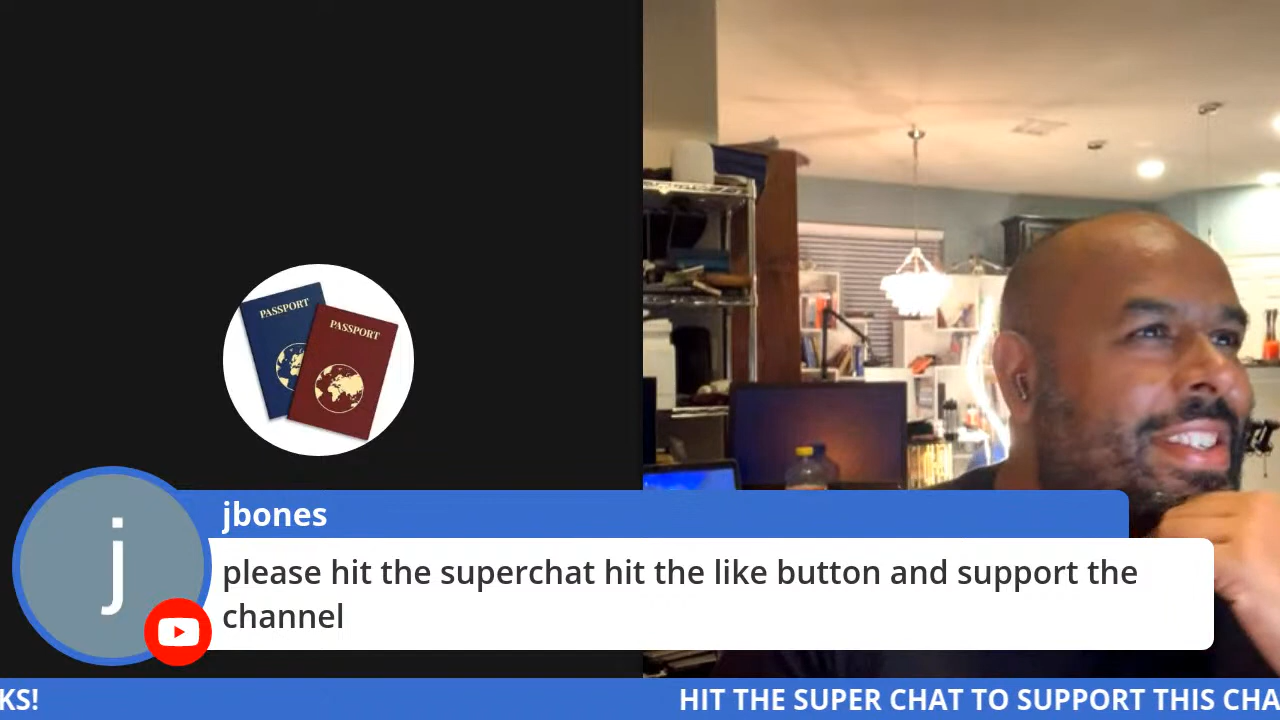 PASSPORT
PASSPORT
j
jbones
please hit the superchat hit the like button and support the
channel
KS!
HIT THE SUPER CHAT TO SUPPORT THIS CHA